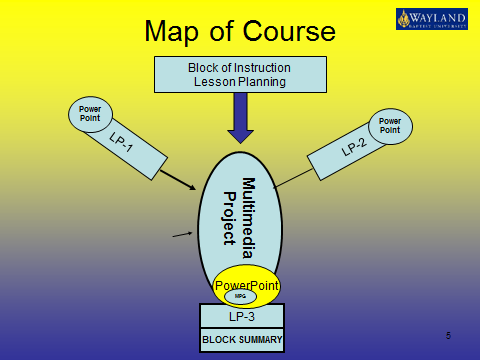 Map of Course
WAYLAND
BAPTIST UNIVERSITY
Block of Instruction
Lesson Planning
Power
Point
LP-1
Power
Point
LP-2
Multimedia
Project
PowerPoint
MPG
LP-3
BLOCK SUMMARY
5